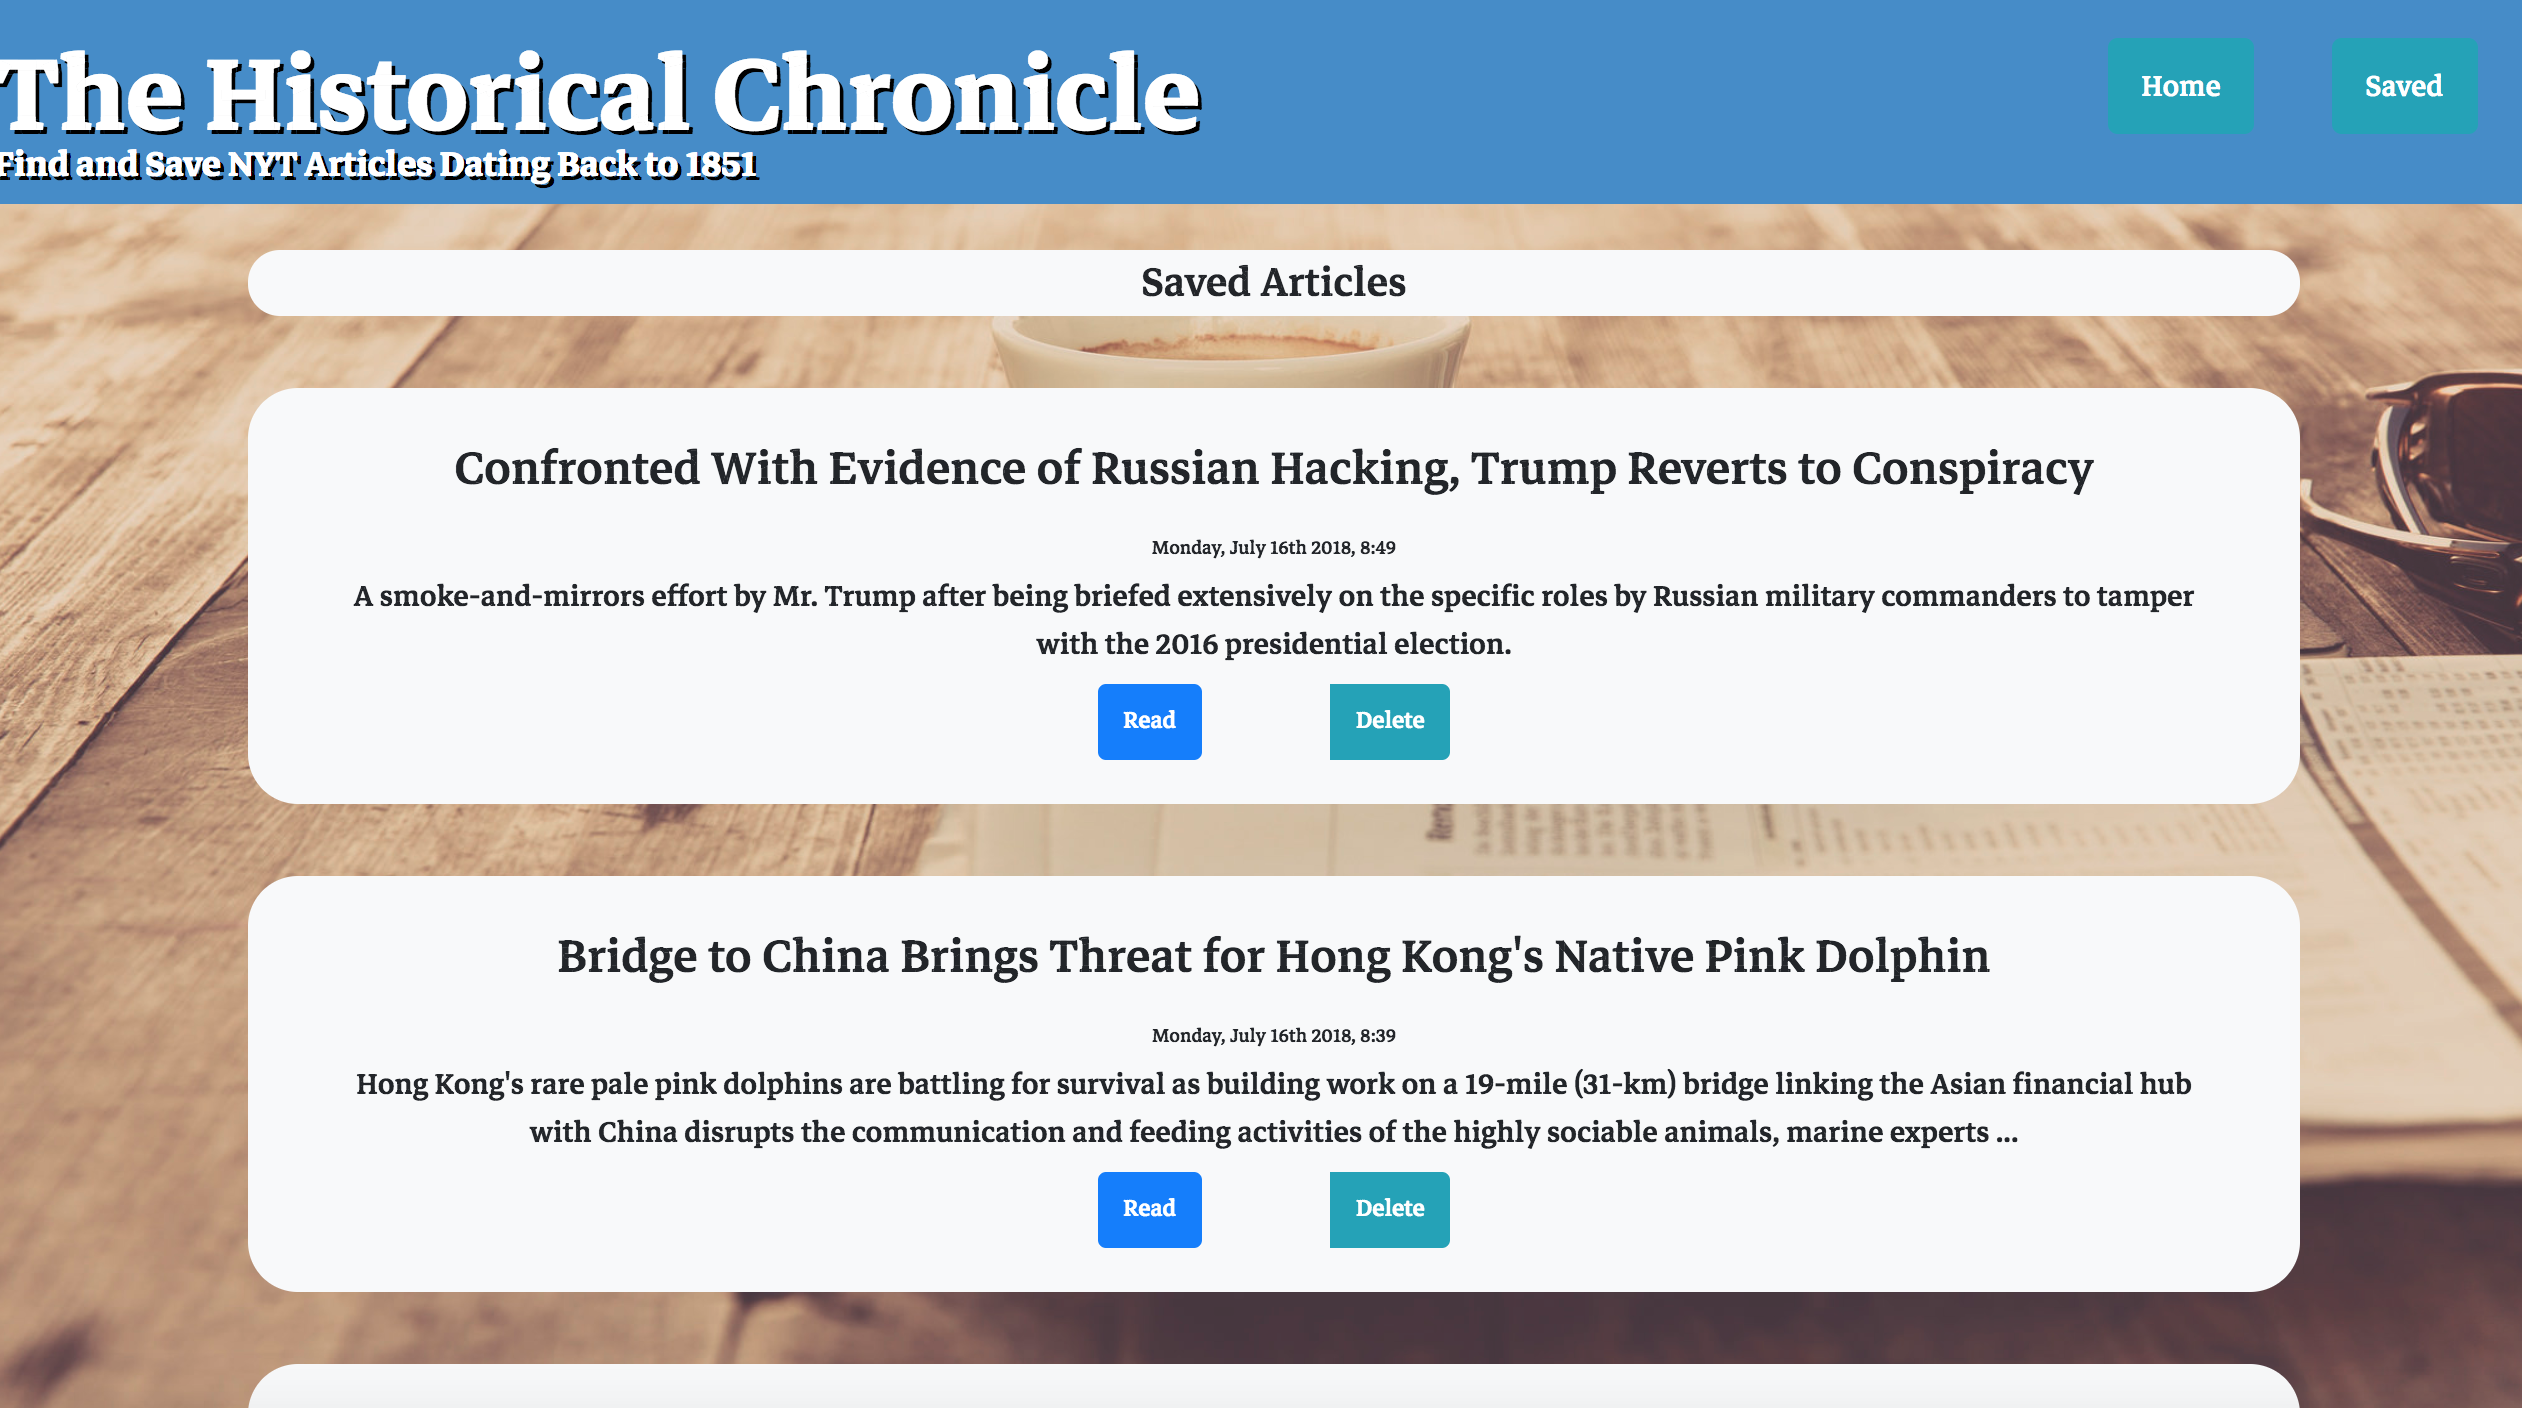 The Historical Chronicle
Find and Save NYT Articles Dating Back to 1851
Home
Saved
Saved Articles
Confronted With Evidence of Russian Hacking, Trump Reverts to Conspiracy
Monday, July 16th 2018, 8:49
A smoke-and-mirrors effort by Mr. Trump after being briefed extensively on the specific roles by Russian military commanders to tamper
with the 2016 presidential election.
Read
Delete
Bridge to China Brings Threat for Hong Kong's Native Pink Dolphin
Monday, July 16th 2018, 8:39
Hong Kong's rare pale pink dolphins are battling for survival as building work on a 19-mile (31-km) bridge linking the Asian financial hub
with China disrupts the communication and feeding activities of the highly sociable animals, marine experts ...
Read
Delete